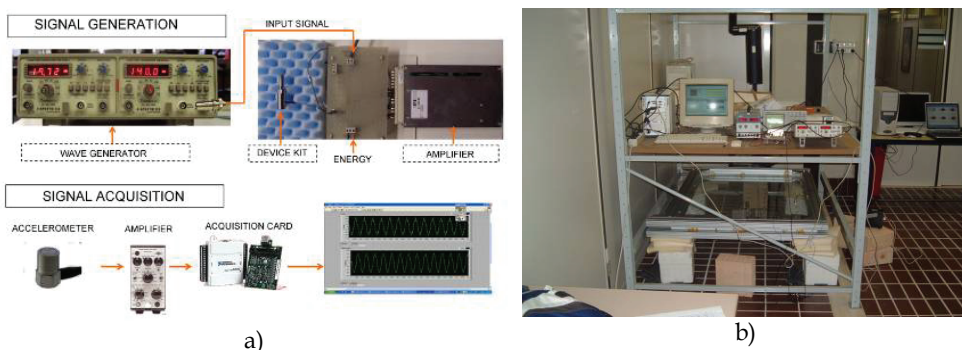 SIGNAL GENERATION
INPUT SIGNAL
WAVE GENERATOR
DEVICE KIT
ENERGY
AMPLIFIER
SIGNAL ACQUISITION
ACCELEROMETER
AMPLIFIER
ACQUISITION CARD
a)
b)